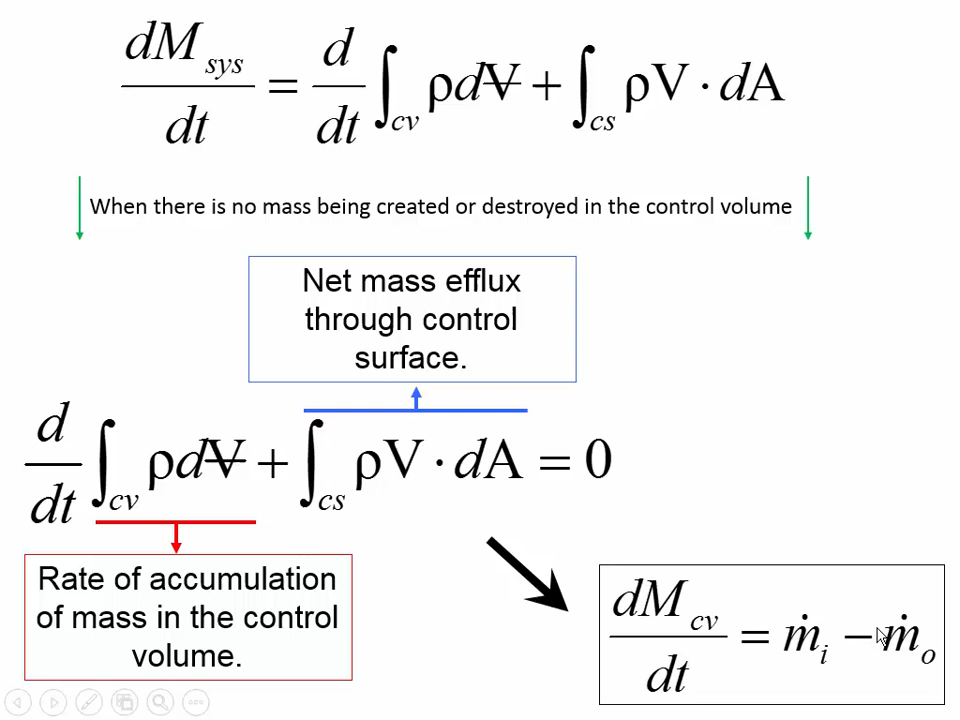 dM_sys/dt = d/dt ∫_cv ρdV̶ + ∫_cs ρV · dA
When there is no mass being created or destroyed in the control volume
Net mass efflux
through control
surface.
d/dt ∫_cv ρdV̶ + ∫_cs ρV · dA = 0
Rate of accumulation
of mass in the control
volume.
dM_cv/dt = ṁ_i − ṁ_o